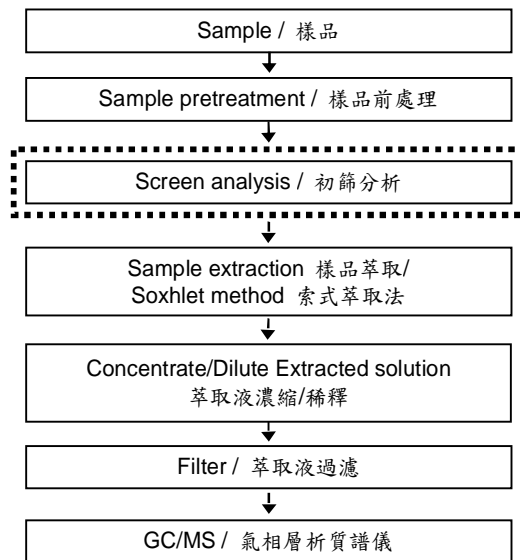 Sample / 樣品
Sample pretreatment / 樣品前處理
Screen analysis / 初篩分析
Sample extraction 樣品萃取/
Soxhlet method 索式萃取法
Concentrate/Dilute Extracted solution
萃取液濃縮/稀釋
Filter / 萃取液過濾
GC/MS / 氣相層析質譜儀